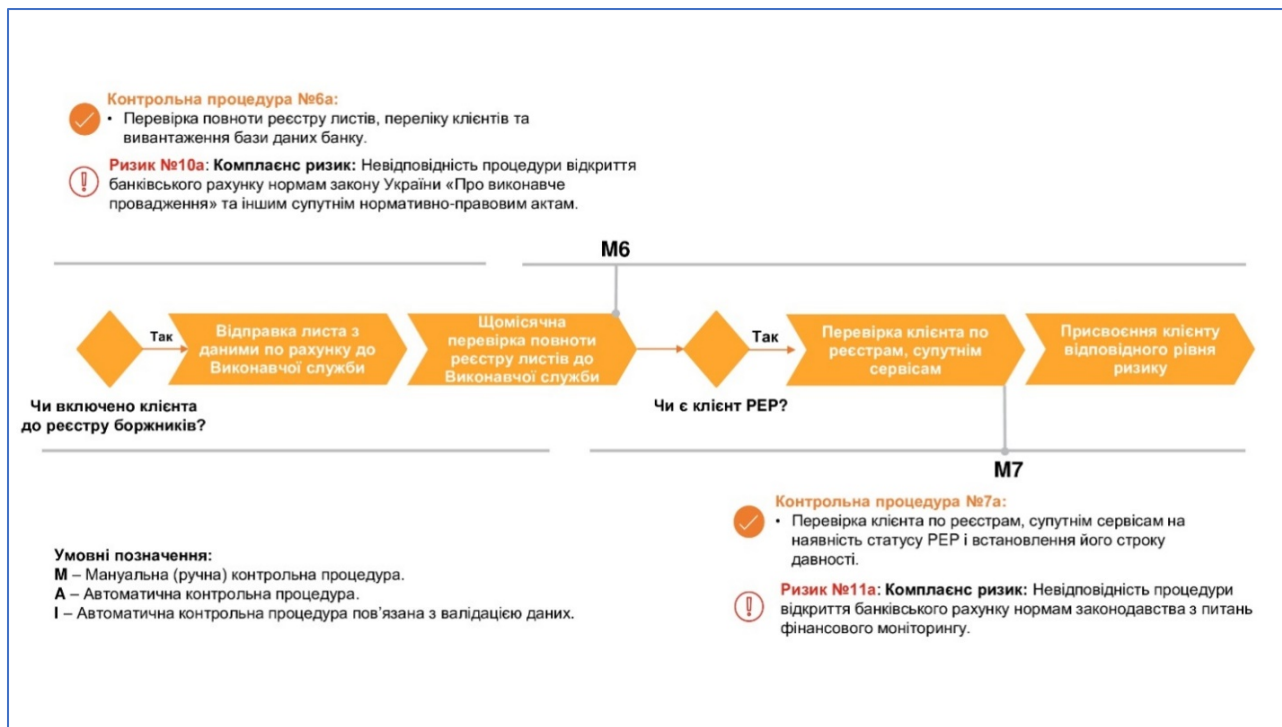 Контрольна процедура №6а:
• Перевірка повноти реєстру листів, переліку клієнтів та
вивантаження бази даних банку.
Ризик №10а: Комплаєнс ризик: Невідповідність процедури відкриття
банківського рахунку нормам закону України «Про виконавче
провадження» та іншим супутнім нормативно-правовим актам.
М6
Так
Відправка листа з
даними по рахунку до
Виконавчої служби
Щомісячна
перевірка повноти
реєстру листів до
Виконавчої служби
Так
Перевірка клієнта по
реєстрам, супутнім
сервісам
Присвоєння клієнту
відповідного рівня
ризику
Чи включено клієнта
до реєстру боржників?
Чи є клієнт PEP?
М7
Контрольна процедура №7а:
• Перевірка клієнта по реєстрам, супутнім сервісам на
наявність статусу PEP і встановлення його строку
давності.
Ризик №11а: Комплаєнс ризик: Невідповідність процедури
відкриття банківського рахунку нормам законодавства з питань
фінансового моніторингу.
Умовні позначення:
М – Мануальна (ручна) контрольна процедура.
А – Автоматична контрольна процедура.
І – Автоматична контрольна процедура пов’язана з валідацією даних.